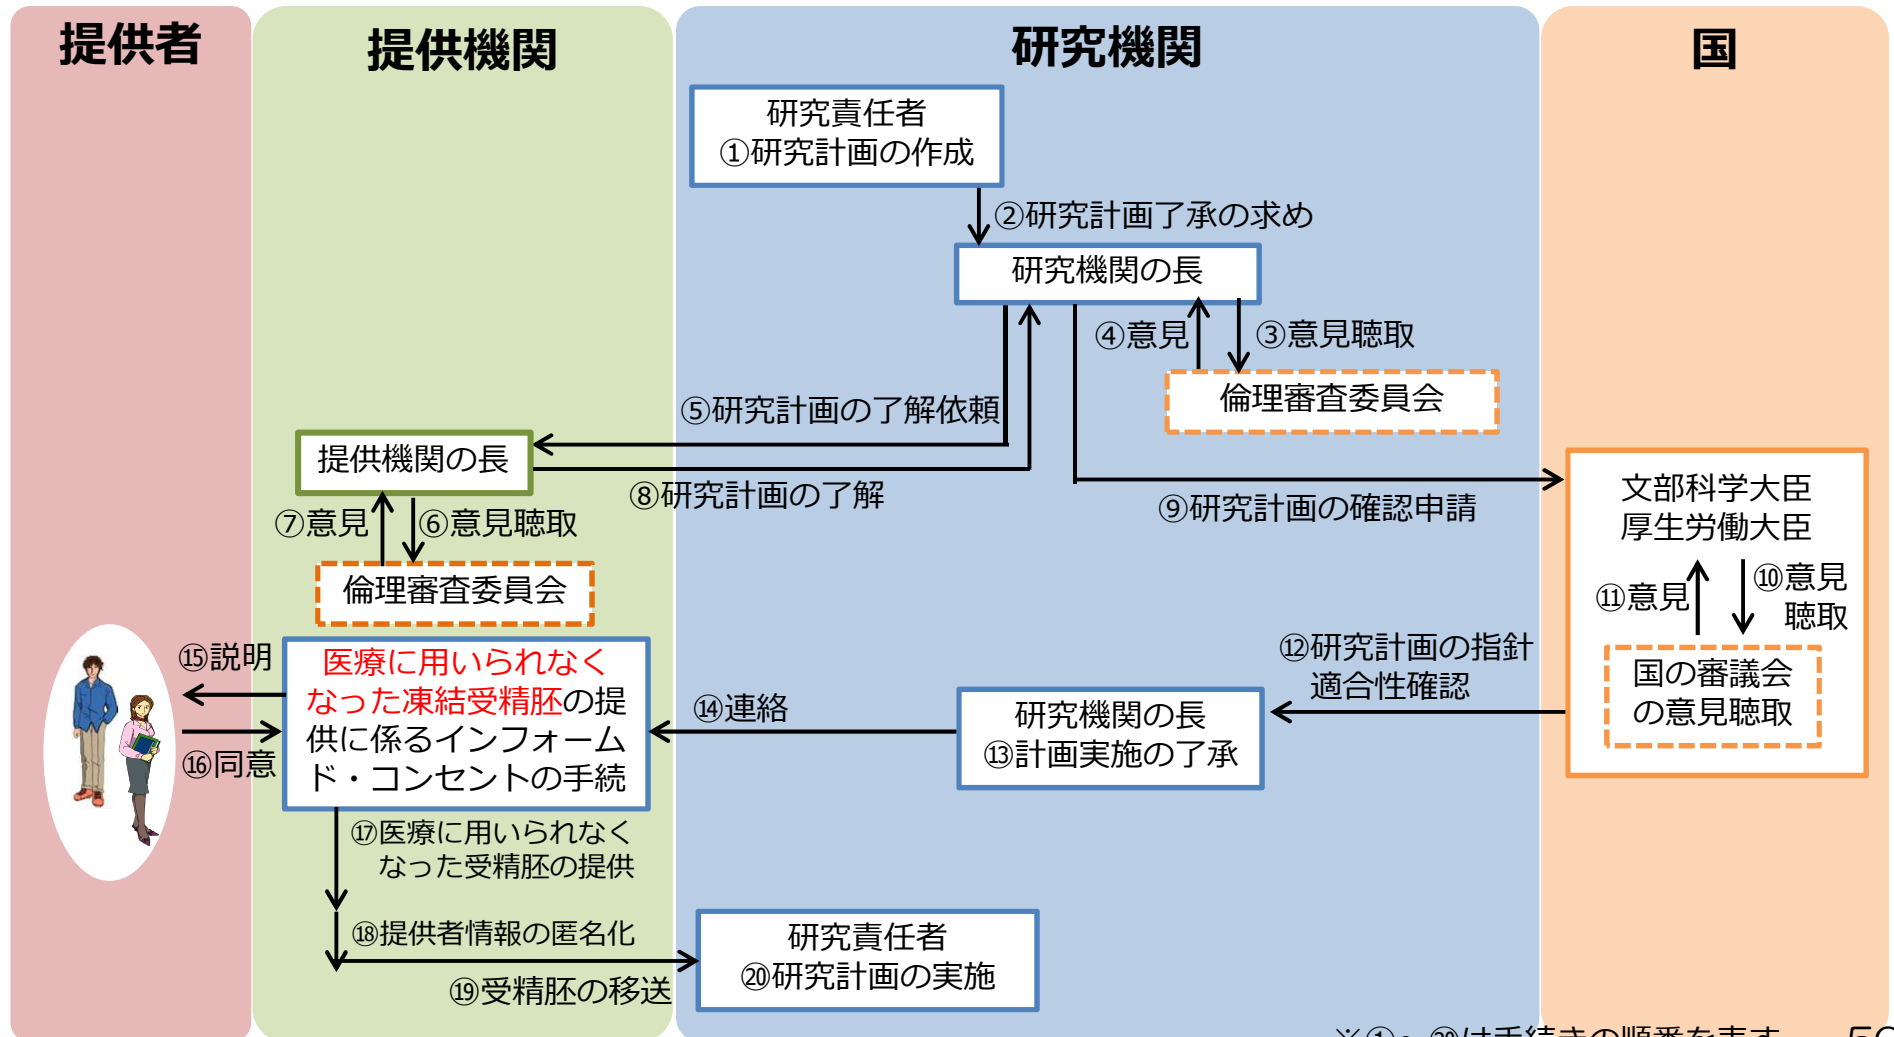 提供者
提供機関
研究機関
国
研究責任者
①研究計画の作成
②研究計画了承の求め
研究機関の長
④意見
③意見聴取
倫理審査委員会
⑤研究計画の了解依頼
提供機関の長
⑧研究計画の了解
⑦意見
⑥意見聴取
倫理審査委員会
⑨研究計画の確認申請
文部科学大臣
厚生労働大臣
⑪意見
⑩意見
聴取
国の審議会
の意見聴取
⑫研究計画の指針
適合性確認
研究機関の長
⑬計画実施の了承
⑭連絡
⑮説明
⑯同意
医療に用いられなく
なった凍結受精胚の提
供に係るインフォーム
ド・コンセントの手続
⑰医療に用いられなく
なった受精胚の提供
⑱提供者情報の匿名化
⑲受精胚の移送
研究責任者
⑳研究計画の実施
※①~⑳は手続きの順番を表す